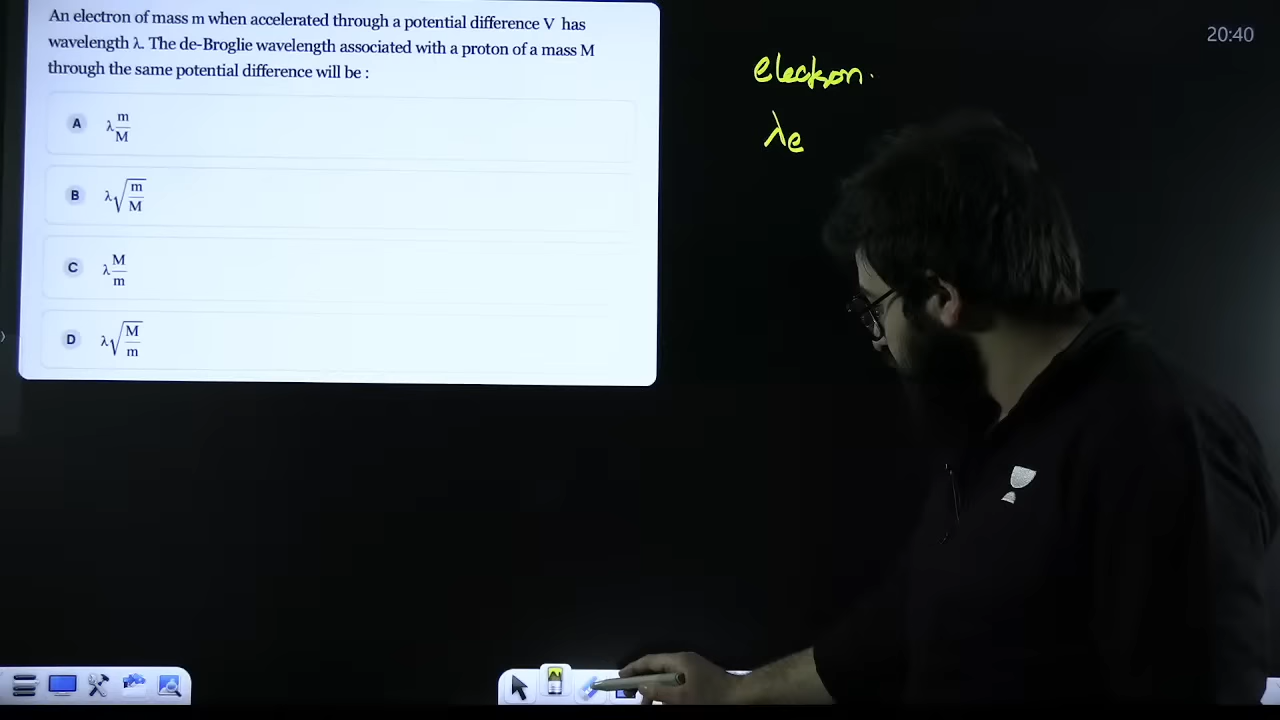 An electron of mass m when accelerated through a potential difference V has
wavelength λ. The de-Broglie wavelength associated with a proton of a mass M
through the same potential difference will be :
A λ m/M
B λ √(m/M)
C λ M/m
D λ √(M/m)
electron.
λe
20:40